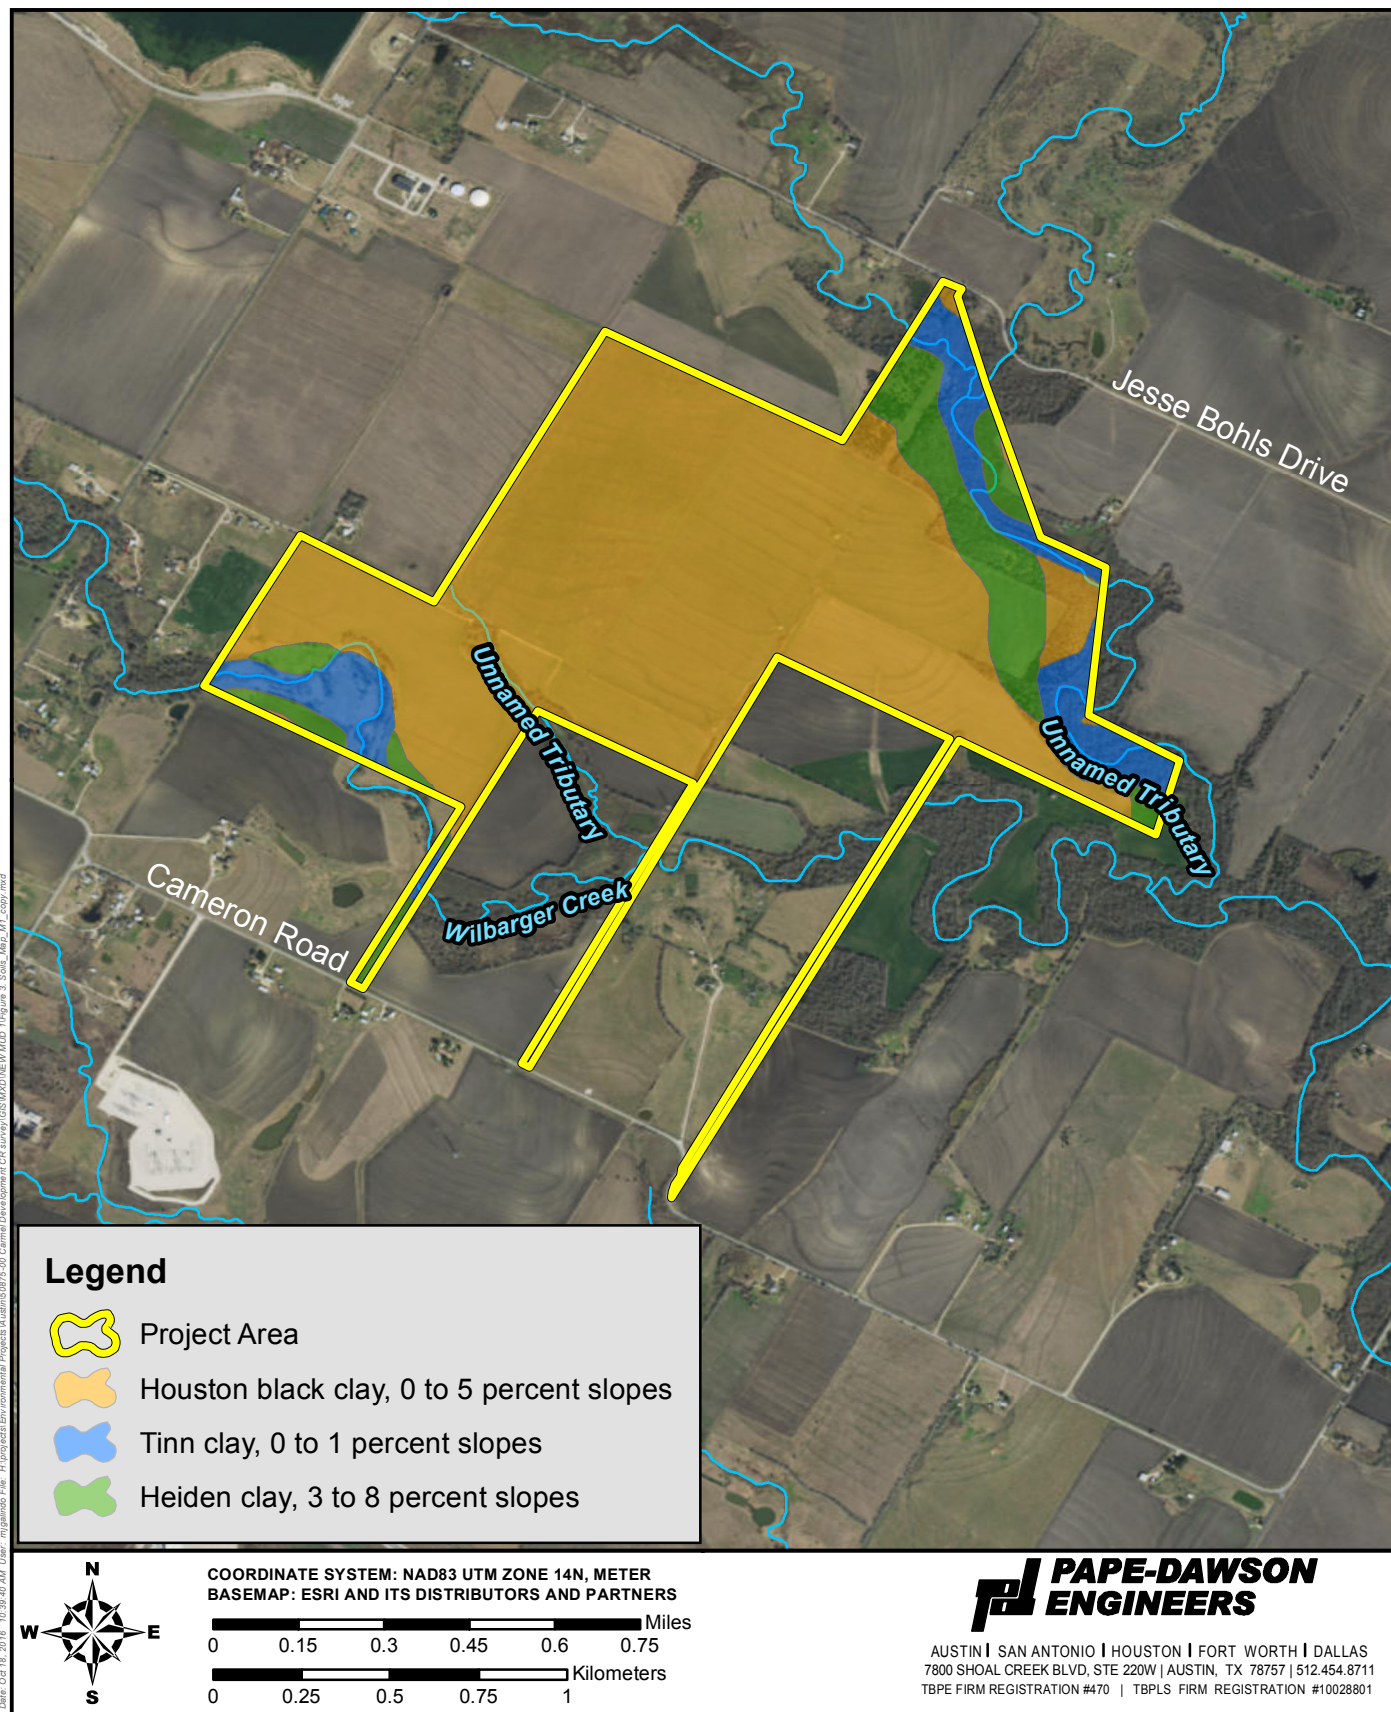 Jesse Bohls Drive
Unnamed Tributary
Unnamed Tributary
Wilbarger Creek
Cameron Road
Legend
Project Area
Houston black clay, 0 to 5 percent slopes
Tinn clay, 0 to 1 percent slopes
Heiden clay, 3 to 8 percent slopes
N
W E
S
COORDINATE SYSTEM: NAD83 UTM ZONE 14N, METER
BASEMAP: ESRI AND ITS DISTRIBUTORS AND PARTNERS
Miles
0 0.15 0.3 0.45 0.6 0.75
Kilometers
0 0.25 0.5 0.75 1
PAPE-DAWSON
ENGINEERS
AUSTIN | SAN ANTONIO | HOUSTON | FORT WORTH | DALLAS
7800 SHOAL CREEK BLVD, STE 220W | AUSTIN, TX 78757 | 512.454.8711
TBPE FIRM REGISTRATION #470 | TBPLS FIRM REGISTRATION #10028801